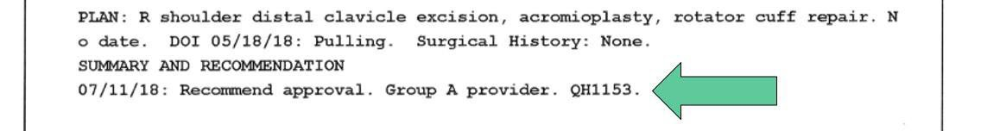 PLAN: R shoulder distal clavicle excision, acromioplasty, rotator cuff repair. N
o date.  DOI 05/18/18: Pulling.  Surgical History: None.
SUMMARY AND RECOMMENDATION
07/11/18: Recommend approval. Group A provider. QH1153.